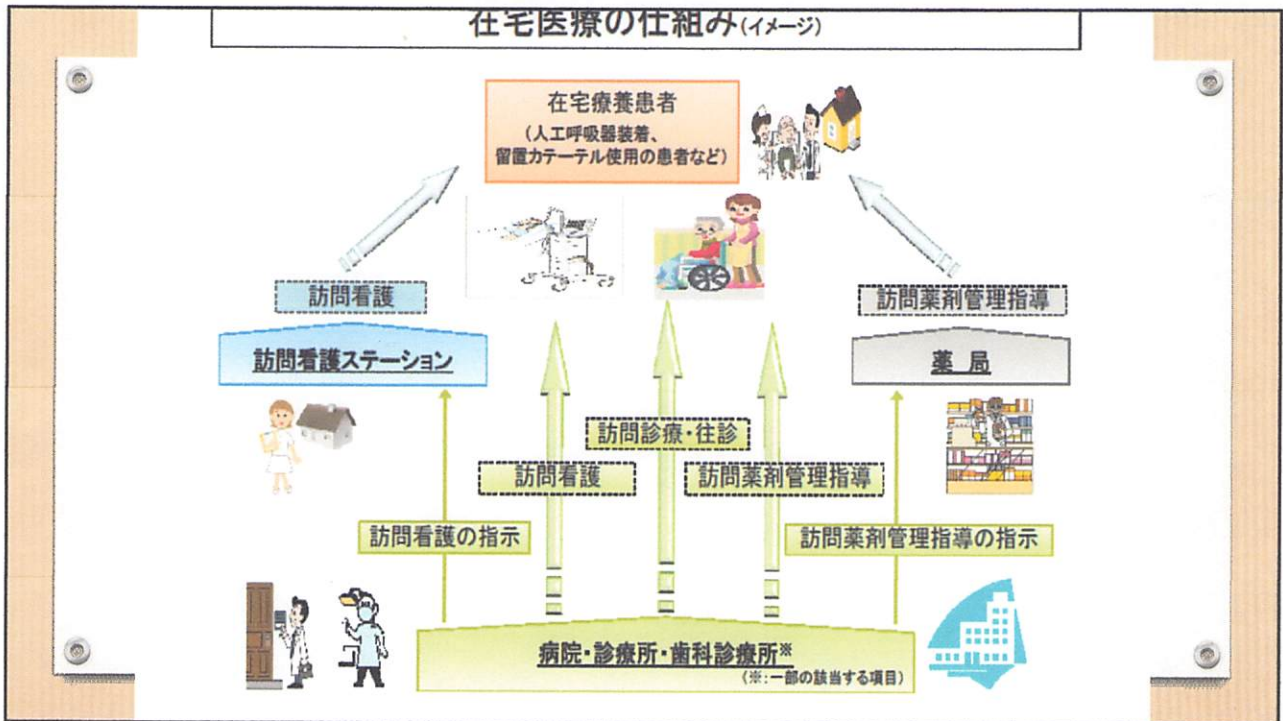 在宅医療の仕組み(イメージ)
在宅療養患者
(人工呼吸器装着、
留置カテーテル使用の患者など)
訪問看護
訪問薬剤管理指導
訪問看護ステーション
薬 局
訪問診療・往診
訪問看護
訪問薬剤管理指導
訪問看護の指示
訪問薬剤管理指導の指示
病院・診療所・歯科診療所※
(※:一部の該当する項目)